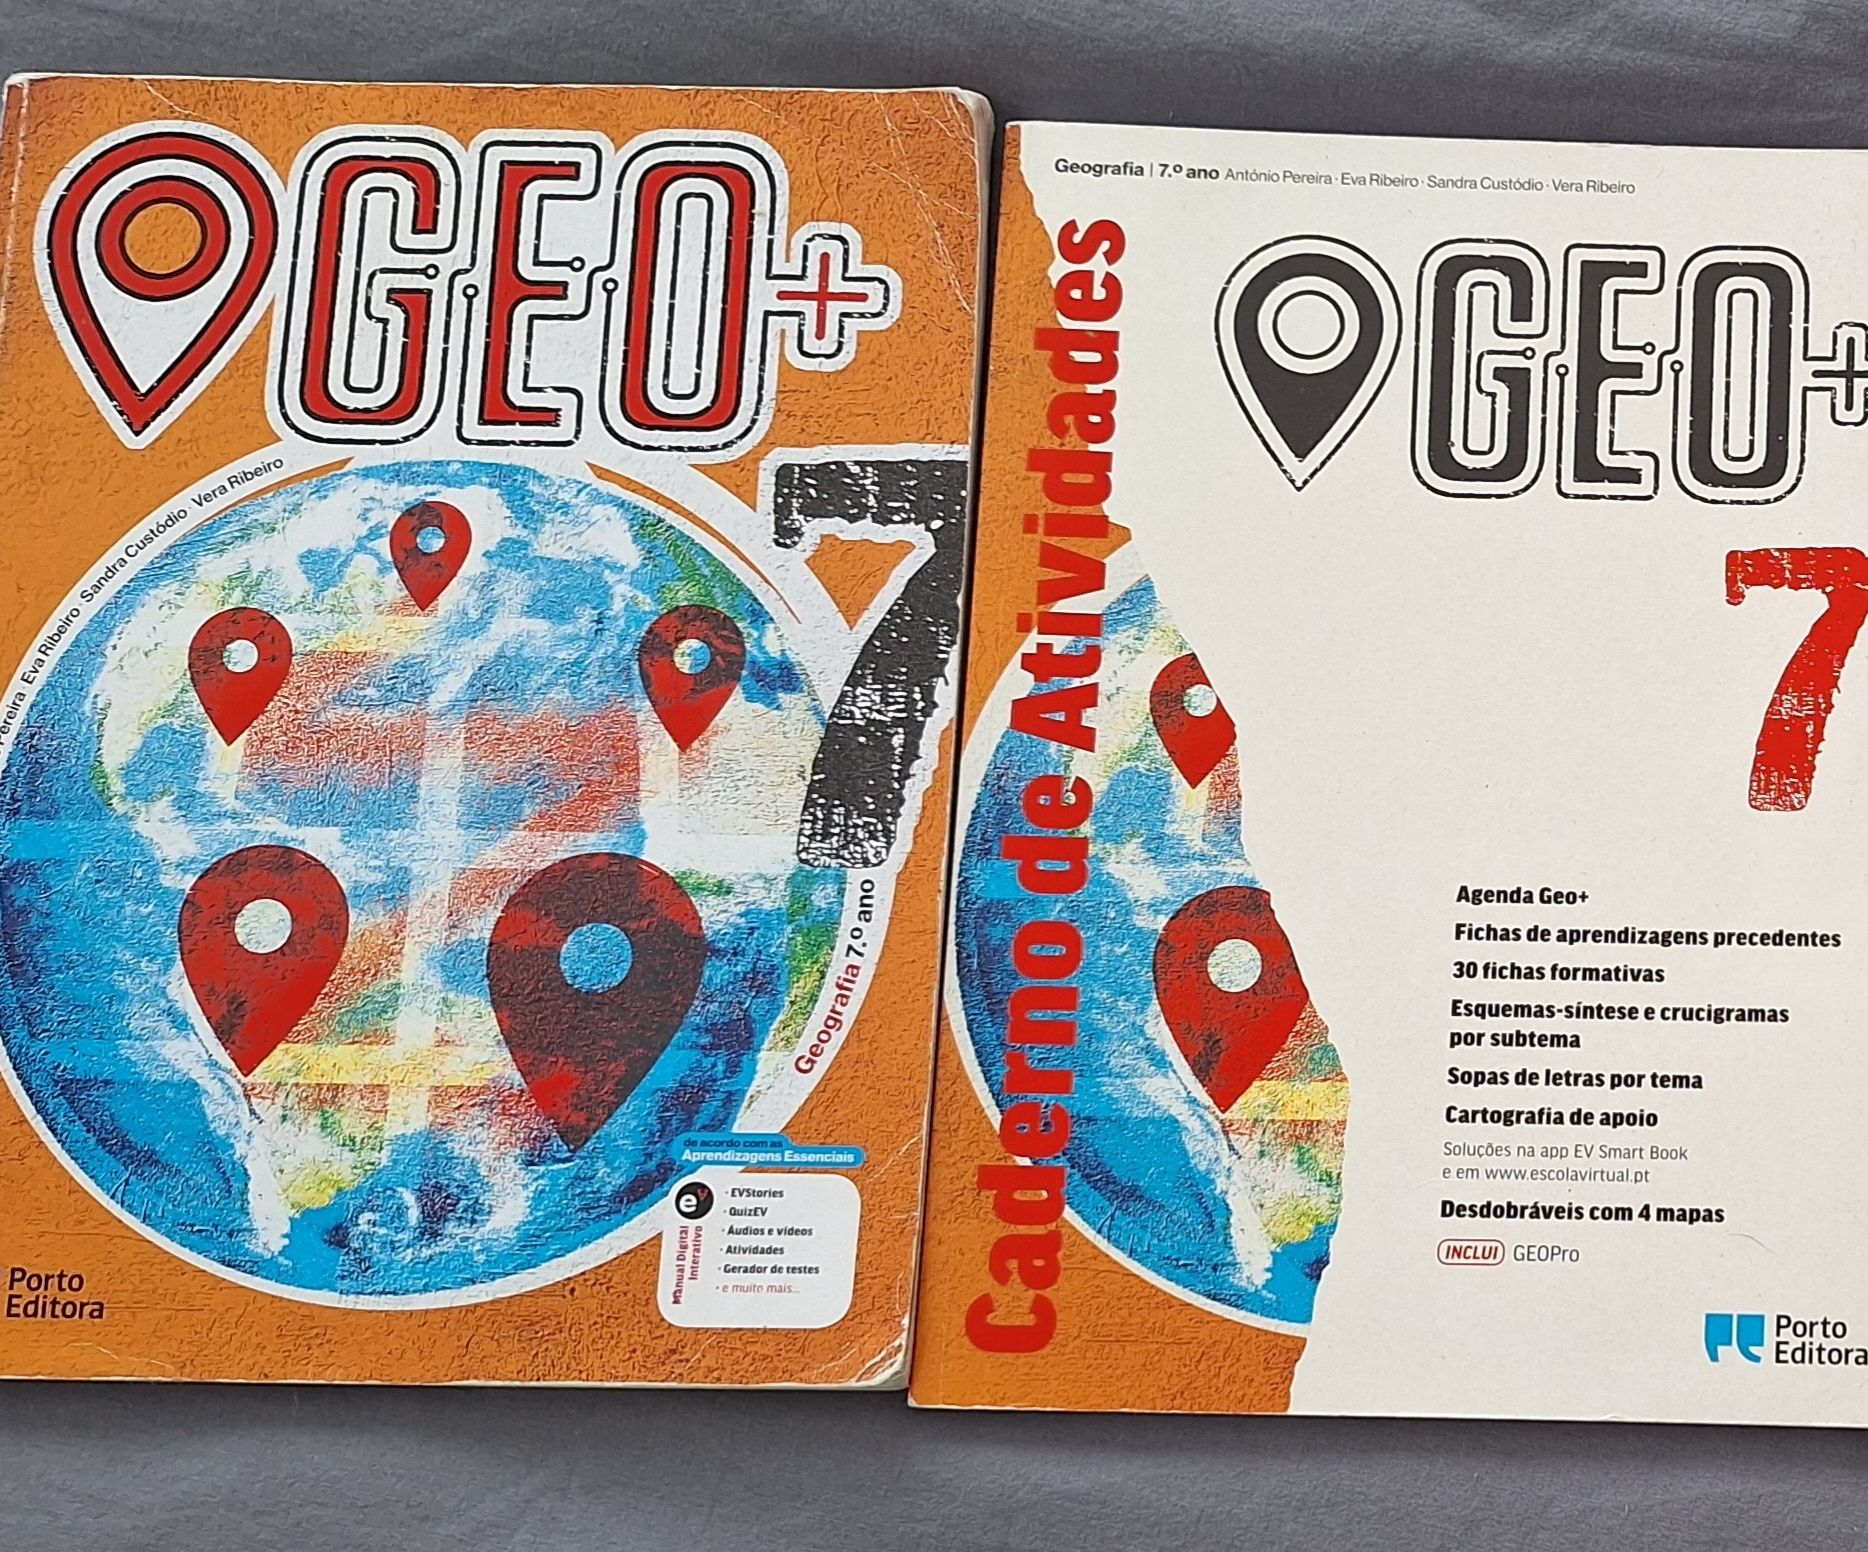 GEO+
Pereira · Eva Ribeiro · Sandra Custódio · Vera Ribeiro
7
Geografia 7.º ano
de acordo com as
Aprendizagens Essenciais
ev
Manual Digital
Interativo
· EVStories
· QuizEV
· Áudios e vídeos
· Atividades
· Gerador de testes
· e muito mais...
Porto
Editora
Geografia | 7.º ano António Pereira · Eva Ribeiro · Sandra Custódio · Vera Ribeiro
Caderno de Atividades
GEO+
7
Agenda Geo+
Fichas de aprendizagens precedentes
30 fichas formativas
Esquemas-síntese e crucigramas
por subtema
Sopas de letras por tema
Cartografia de apoio
Soluções na app EV Smart Book
e em www.escolavirtual.pt
Desdobráveis com 4 mapas
INCLUI GEOPro
Porto
Editora